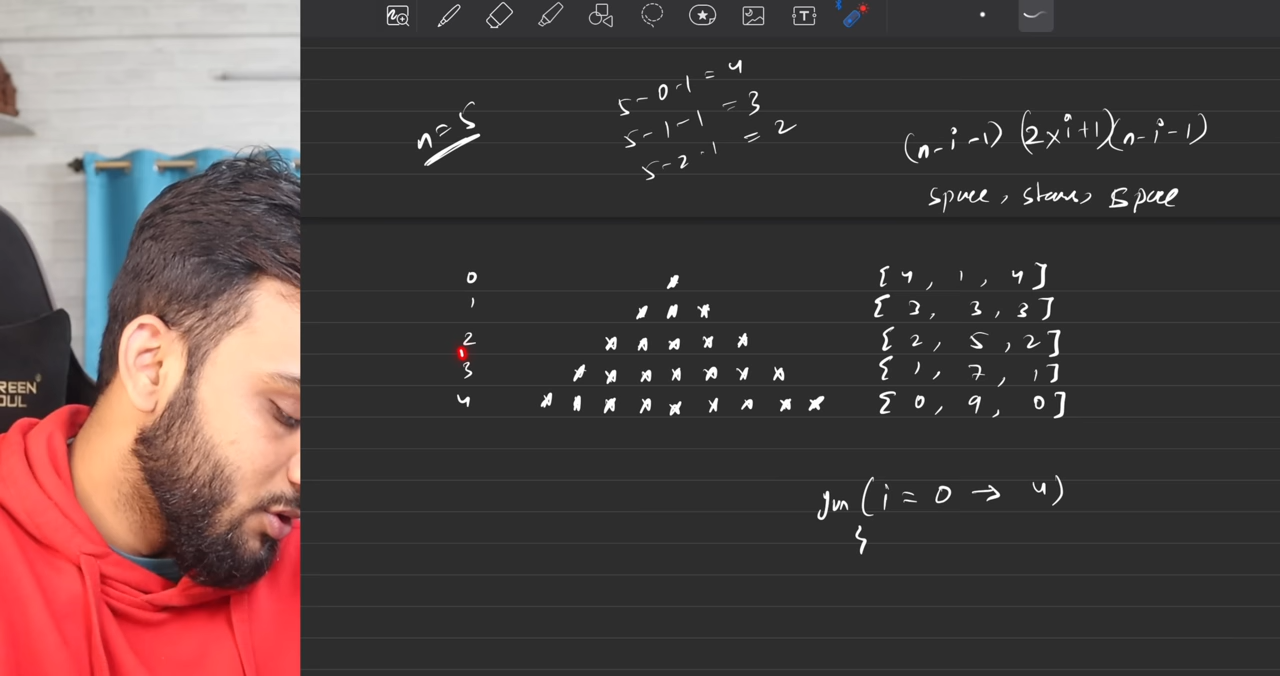 n=5
5-0-1 = 4
5-1-1 = 3
5-2-1 = 2
(n-i-1) (2×i+1)(n-i-1)
space, stars, space
0 * [4, 1, 4]
1 * * * [3, 3, 3]
2 * * * * * [2, 5, 2]
3 * * * * * * * [1, 7, 1]
4 * * * * * * * * * [0, 9, 0]
(i = 0 → 4)
{
REEN
OUL
T